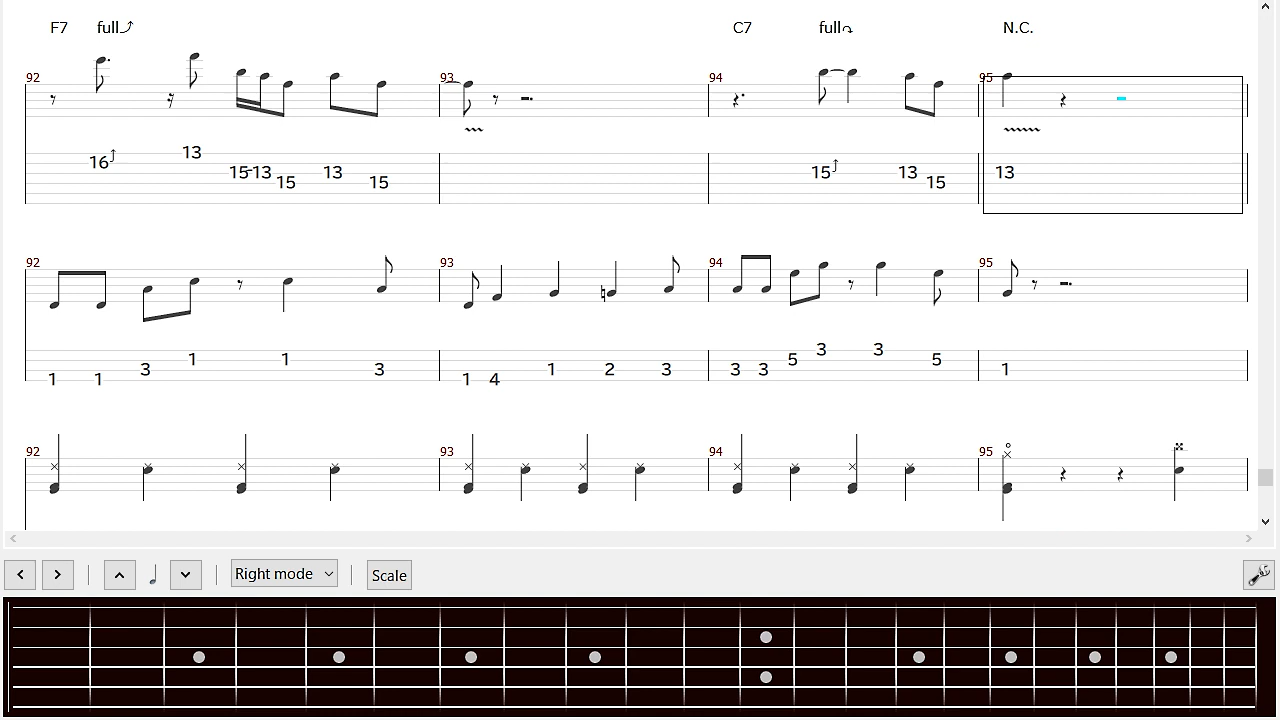 F7 full C7 full N.C.
92 93 94 95
16 13 15 13 15 13 15 15 13 15 13
92 93 94 95
1 1 3 1 1 3 1 4 1 2 3 3 3 5 3 3 5 1
92 93 94 95
Right mode Scale